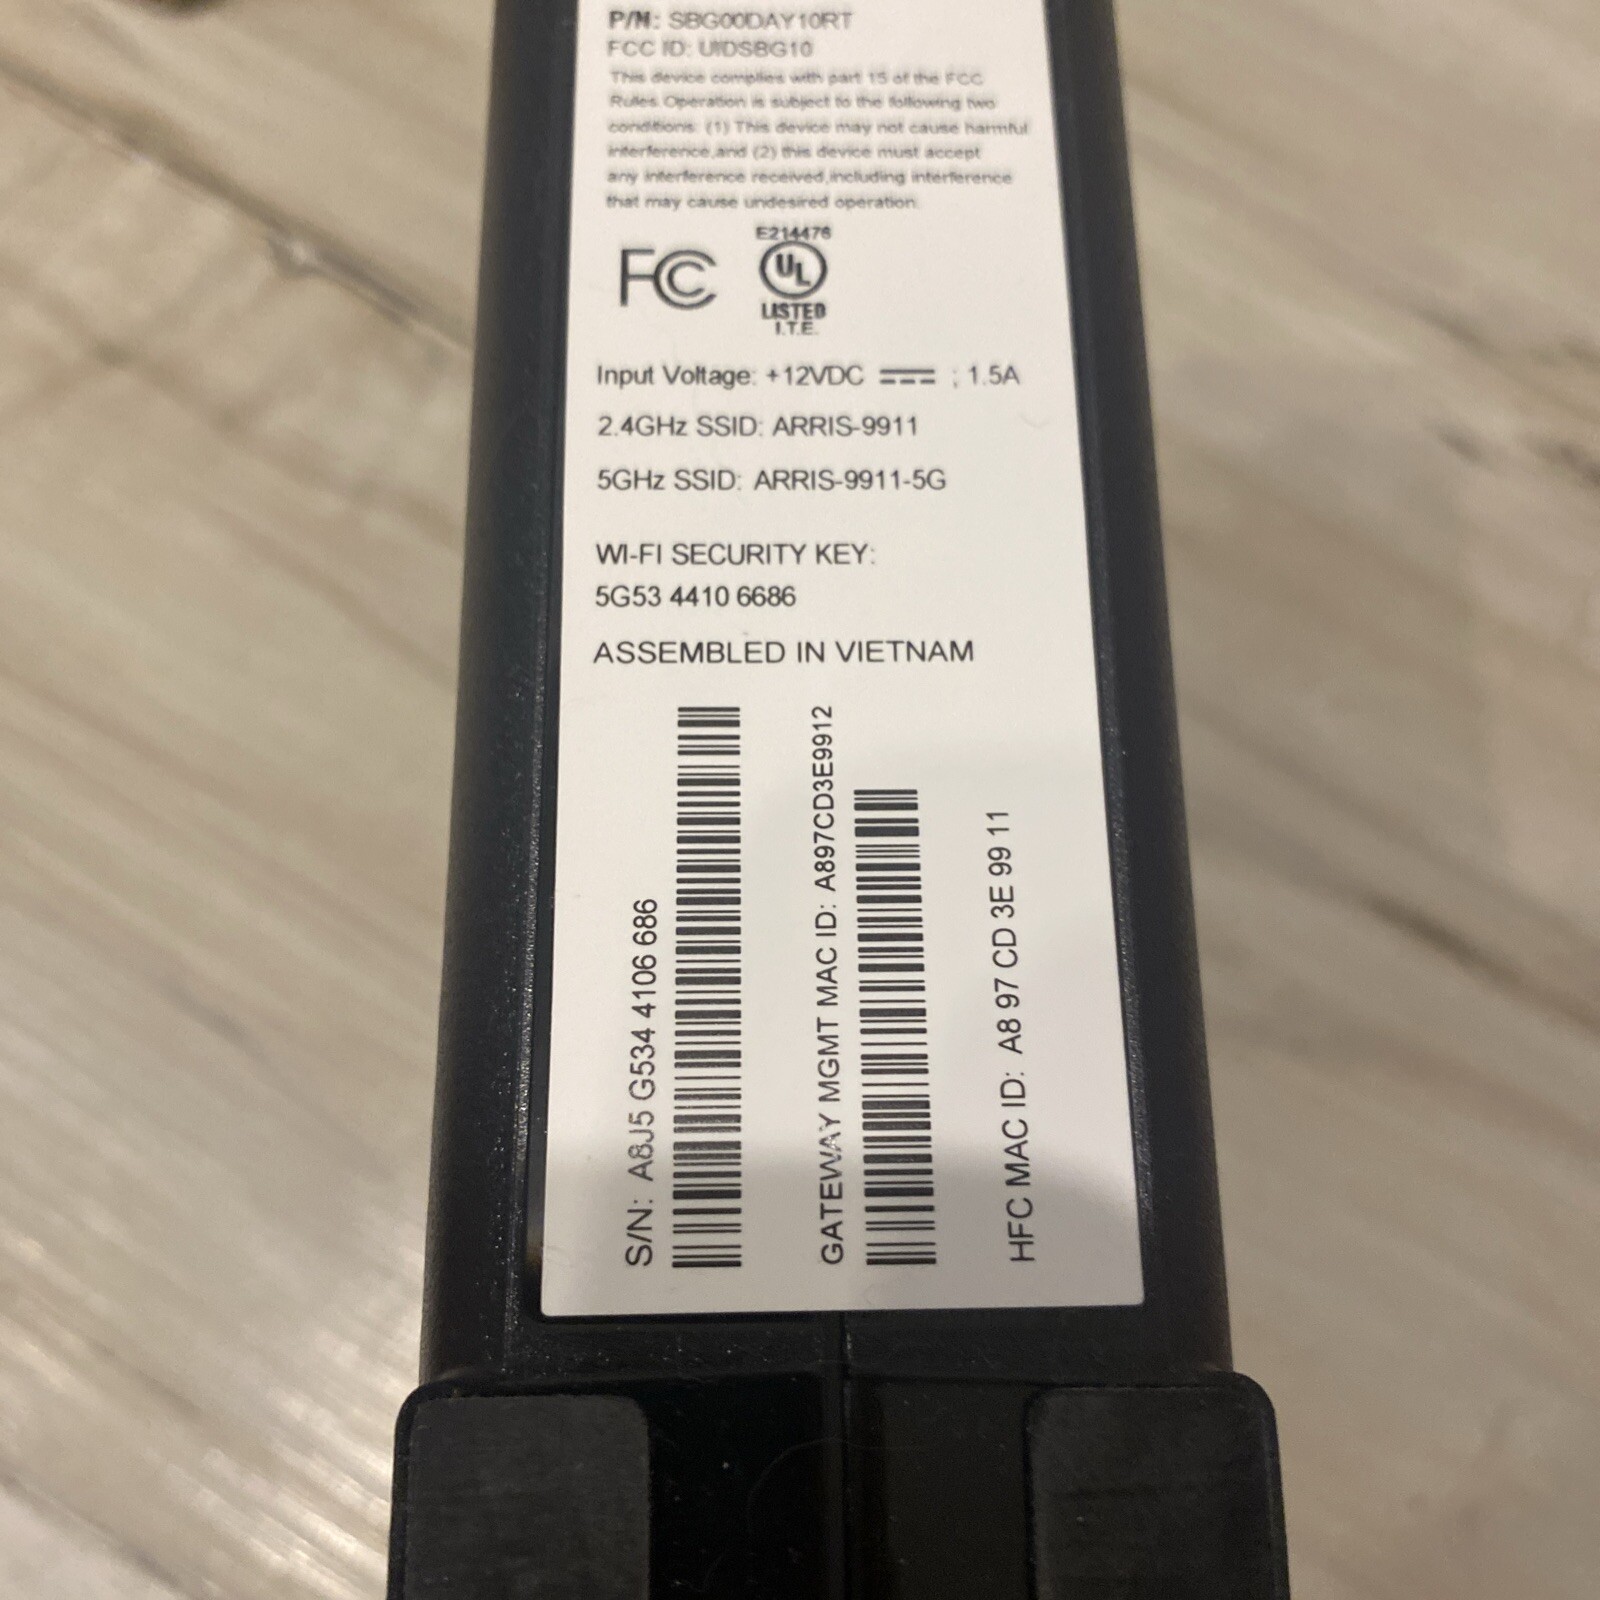 P/N: SBG00DAY10RT
FCC ID: UIDSBG10
This device complies with part 15 of the FCC
Rules.Operation is subject to the following two
conditions: (1) This device may not cause harmful
interference,and (2) this device must accept
any interference received,including interference
that may cause undesired operation.
FC
E214476
UL
LISTED
I.T.E.
Input Voltage: +12VDC ; 1.5A
2.4GHz SSID: ARRIS-9911
5GHz SSID: ARRIS-9911-5G
WI-FI SECURITY KEY:
5G53 4410 6686
ASSEMBLED IN VIETNAM
S/N: A8J5 G534 4106 686
GATEWAY MGMT MAC ID: A897CD3E9912
HFC MAC ID: A8 97 CD 3E 99 11